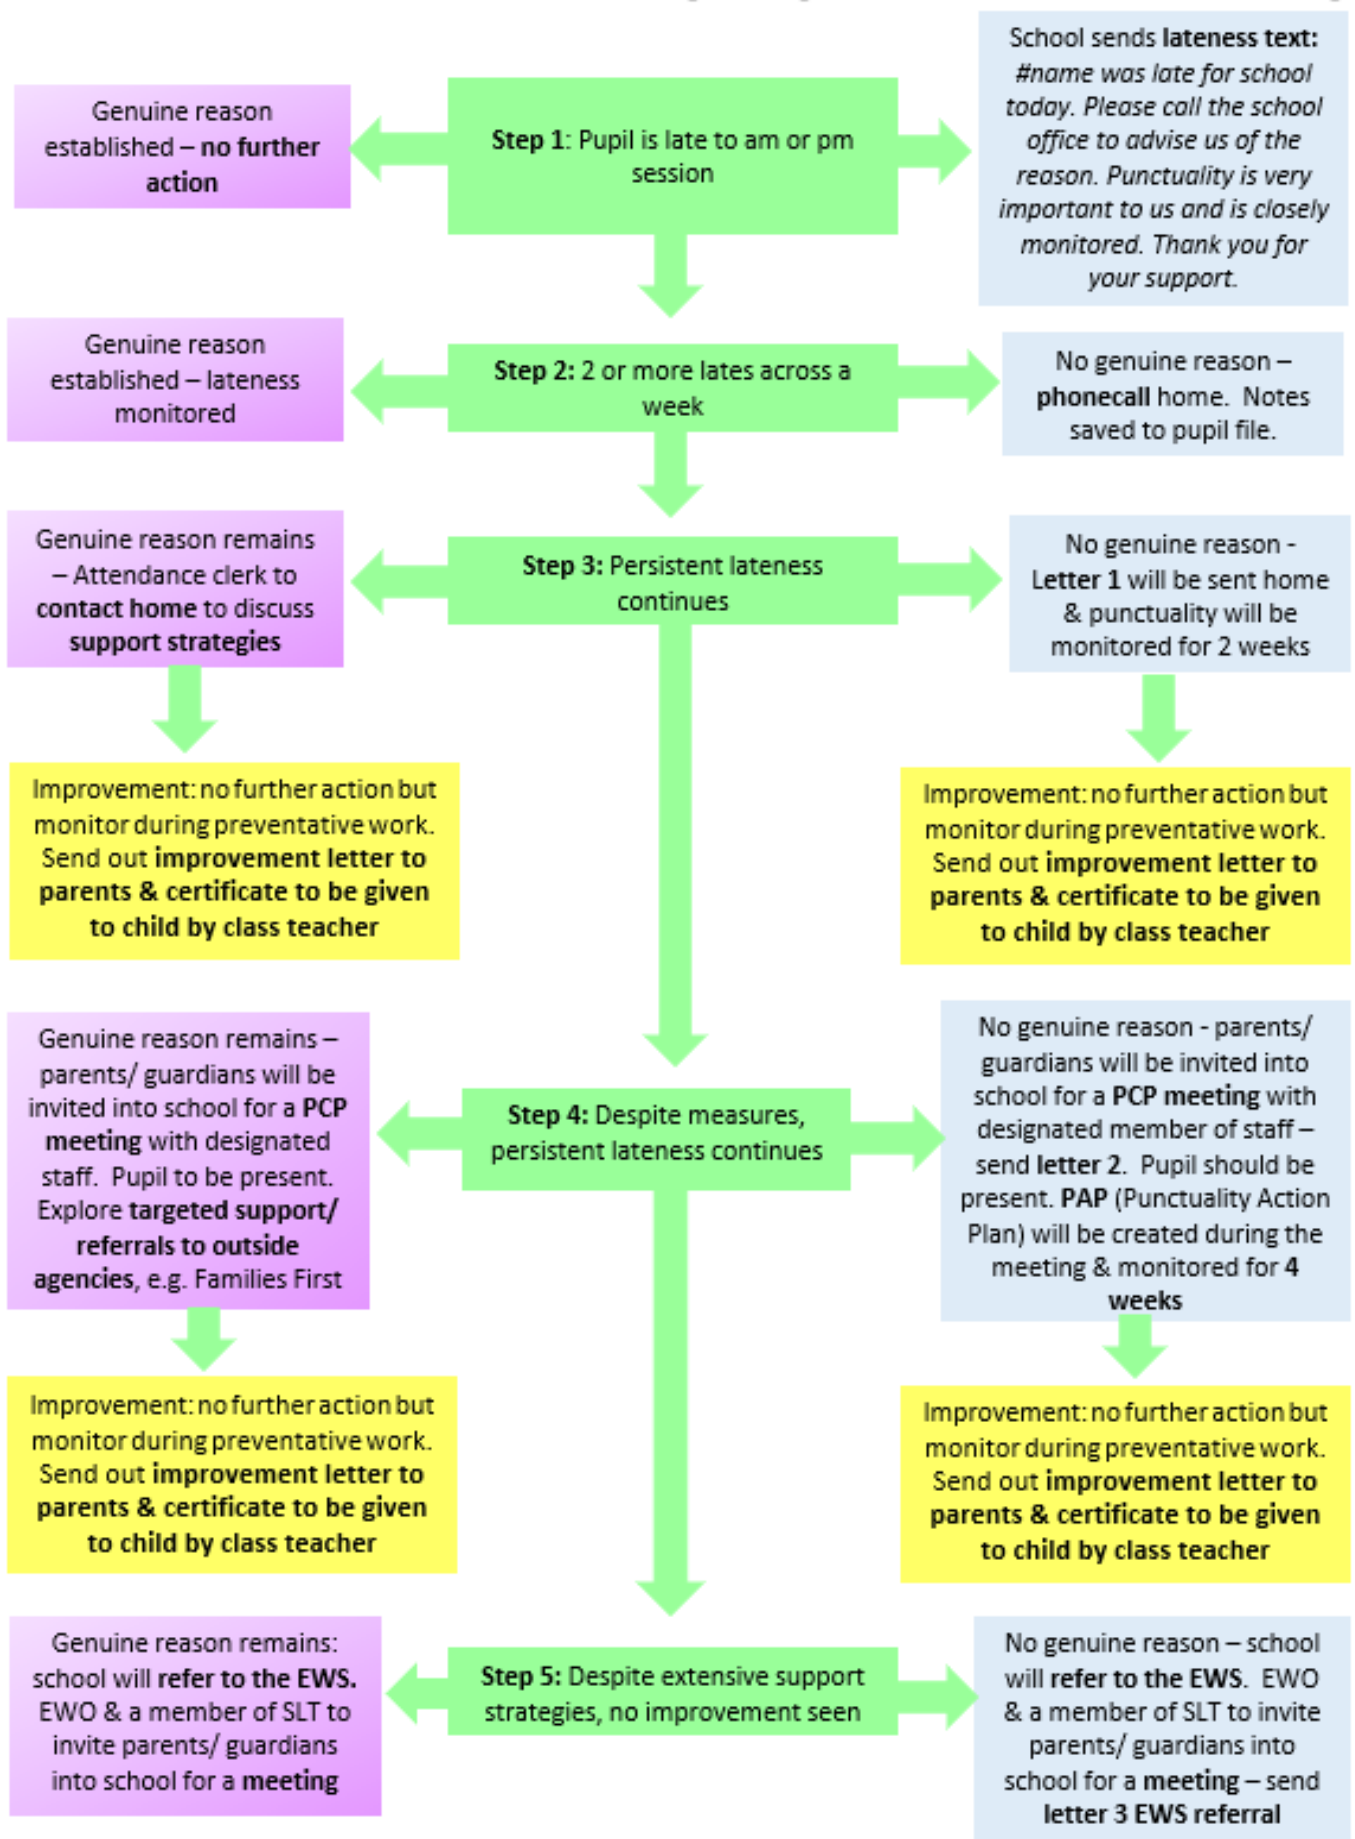 Genuine reason
established – no further
action
Step 1: Pupil is late to am or pm
session
School sends lateness text:
#name was late for school
today. Please call the school
office to advise us of the
reason. Punctuality is very
important to us and is closely
monitored. Thank you for
your support.
Genuine reason
established – lateness
monitored
Step 2: 2 or more lates across a
week
No genuine reason –
phonecall home.  Notes
saved to pupil file.
Genuine reason remains
– Attendance clerk to
contact home to discuss
support strategies
Step 3: Persistent lateness
continues
No genuine reason -
Letter 1 will be sent home
& punctuality will be
monitored for 2 weeks
Improvement: no further action but
monitor during preventative work.
Send out improvement letter to
parents & certificate to be given
to child by class teacher
Improvement: no further action but
monitor during preventative work.
Send out improvement letter to
parents & certificate to be given
to child by class teacher
Genuine reason remains –
parents/ guardians will be
invited into school for a PCP
meeting with designated
staff.  Pupil to be present.
Explore targeted support/
referrals to outside
agencies, e.g. Families First
Step 4: Despite measures,
persistent lateness continues
No genuine reason - parents/
guardians will be invited into
school for a PCP meeting with
designated member of staff –
send letter 2.  Pupil should be
present. PAP (Punctuality Action
Plan) will be created during the
meeting & monitored for 4
weeks
Improvement: no further action but
monitor during preventative work.
Send out improvement letter to
parents & certificate to be given
to child by class teacher
Improvement: no further action but
monitor during preventative work.
Send out improvement letter to
parents & certificate to be given
to child by class teacher
Genuine reason remains:
school will refer to the EWS.
EWO & a member of SLT to
invite parents/ guardians
into school for a meeting
Step 5: Despite extensive support
strategies, no improvement seen
No genuine reason – school
will refer to the EWS.  EWO
& a member of SLT to invite
parents/ guardians into
school for a meeting – send
letter 3 EWS referral